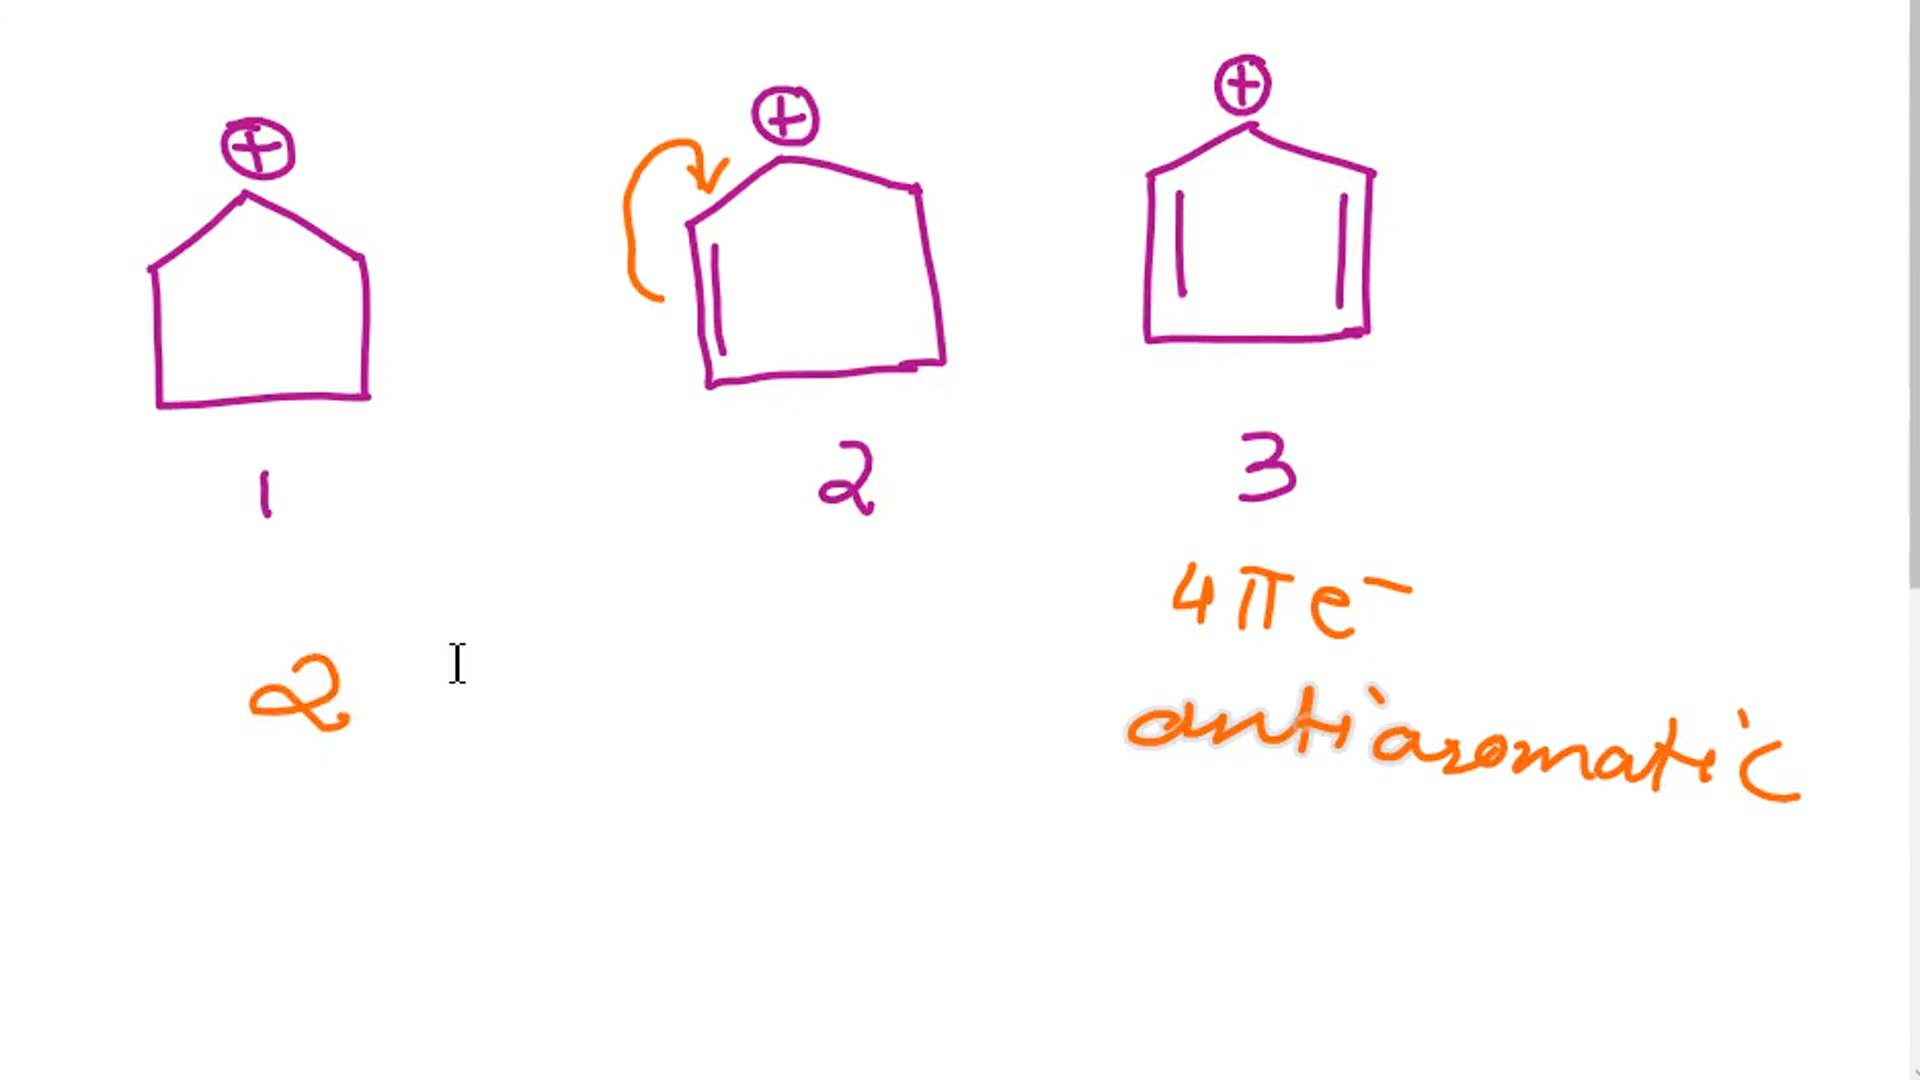 ⊕ ⊕ ⊕
1 2 3
4πe⁻
2 antiaromatic